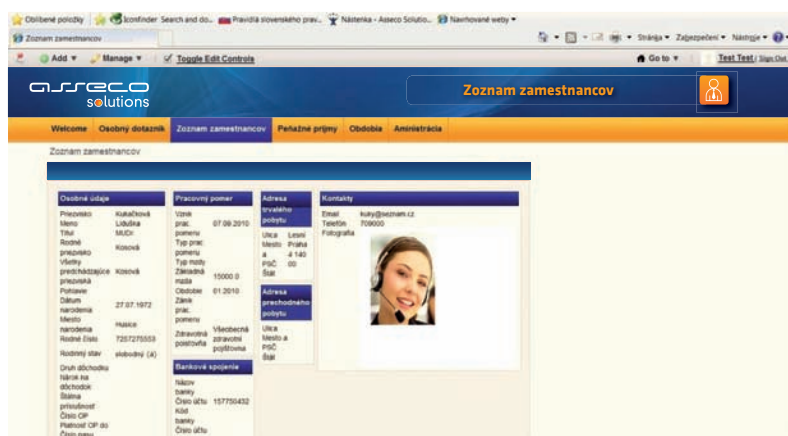 Oblíbené položky Iconfinder Search and do... Pravidlá slovenského prav... Nástenka - Asseco Solutio... Navrhované weby
Zoznam zamestnancov
Stránka Zabezpečení Nástroje
Add Manage Toggle Edit Controls Go to Test Test / Sign Out
asseco solutions
Zoznam zamestnancov
Welcome Osobný dotazník Zoznam zamestnancov Peňažné príjmy Obdobia Aministrácia
Zoznam zamestnancov
Osobné údaje
Priezvisko Kukačková
Meno Liduška
Titul MUDr.
Rodné priezvisko Kosová
Všetky predchádzajúce priezviská Kosová
Pohlavie
Dátum narodenia 27.07.1972
Miesto narodenia Husice
Rodné číslo 7257275553
Rodinný stav slobodný (á)
Druh dôchodku
Nárok na dôchodok
Štátna príslušnosť
Číslo OP
Platnosť OP do
Číslo pasu
Pracovný pomer
Vznik prac. pomeru 07.09.2010
Typ prac. pomeru
Typ mzdy
Základná mzda 15000.0
Obdobie 01.2010
Zánik prac. pomeru
Zdravotná poisťovňa Všeobecná zdravotní pojišťovna
Bankové spojenie
Názov banky
Číslo účtu 157750432
Kód banky
Číslo účtu
Adresa trvalého pobytu
Ulica Lesní
Mesto a PSČ Praha 4 140 00
Štát
Adresa prechodného pobytu
Ulica
Mesto a PSČ
Štát
Kontakty
Email kuky@seznam.cz
Telefón 709000
Fotografia